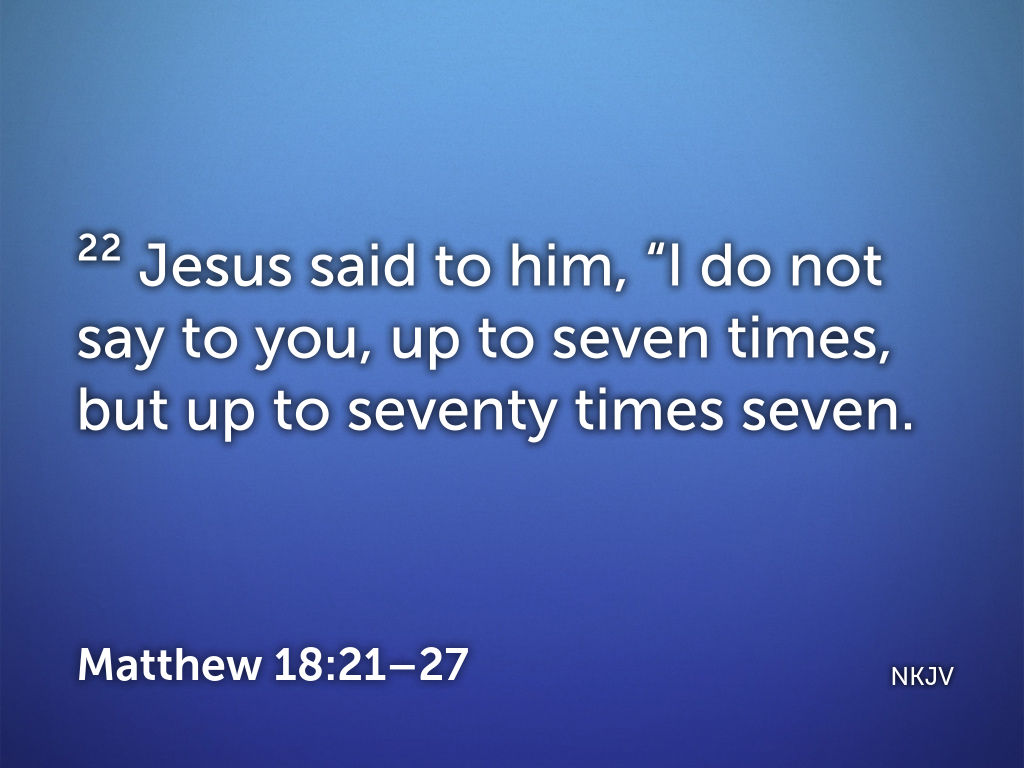 22 Jesus said to him, “I do not
say to you, up to seven times,
but up to seventy times seven.
Matthew 18:21–27
NKJV